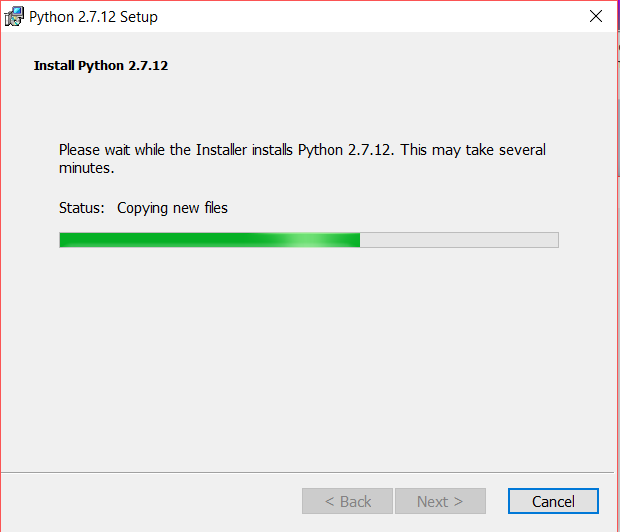 Python 2.7.12 Setup
Install Python 2.7.12
Please wait while the Installer installs Python 2.7.12. This may take several
minutes.
Status: Copying new files
< Back Next > Cancel